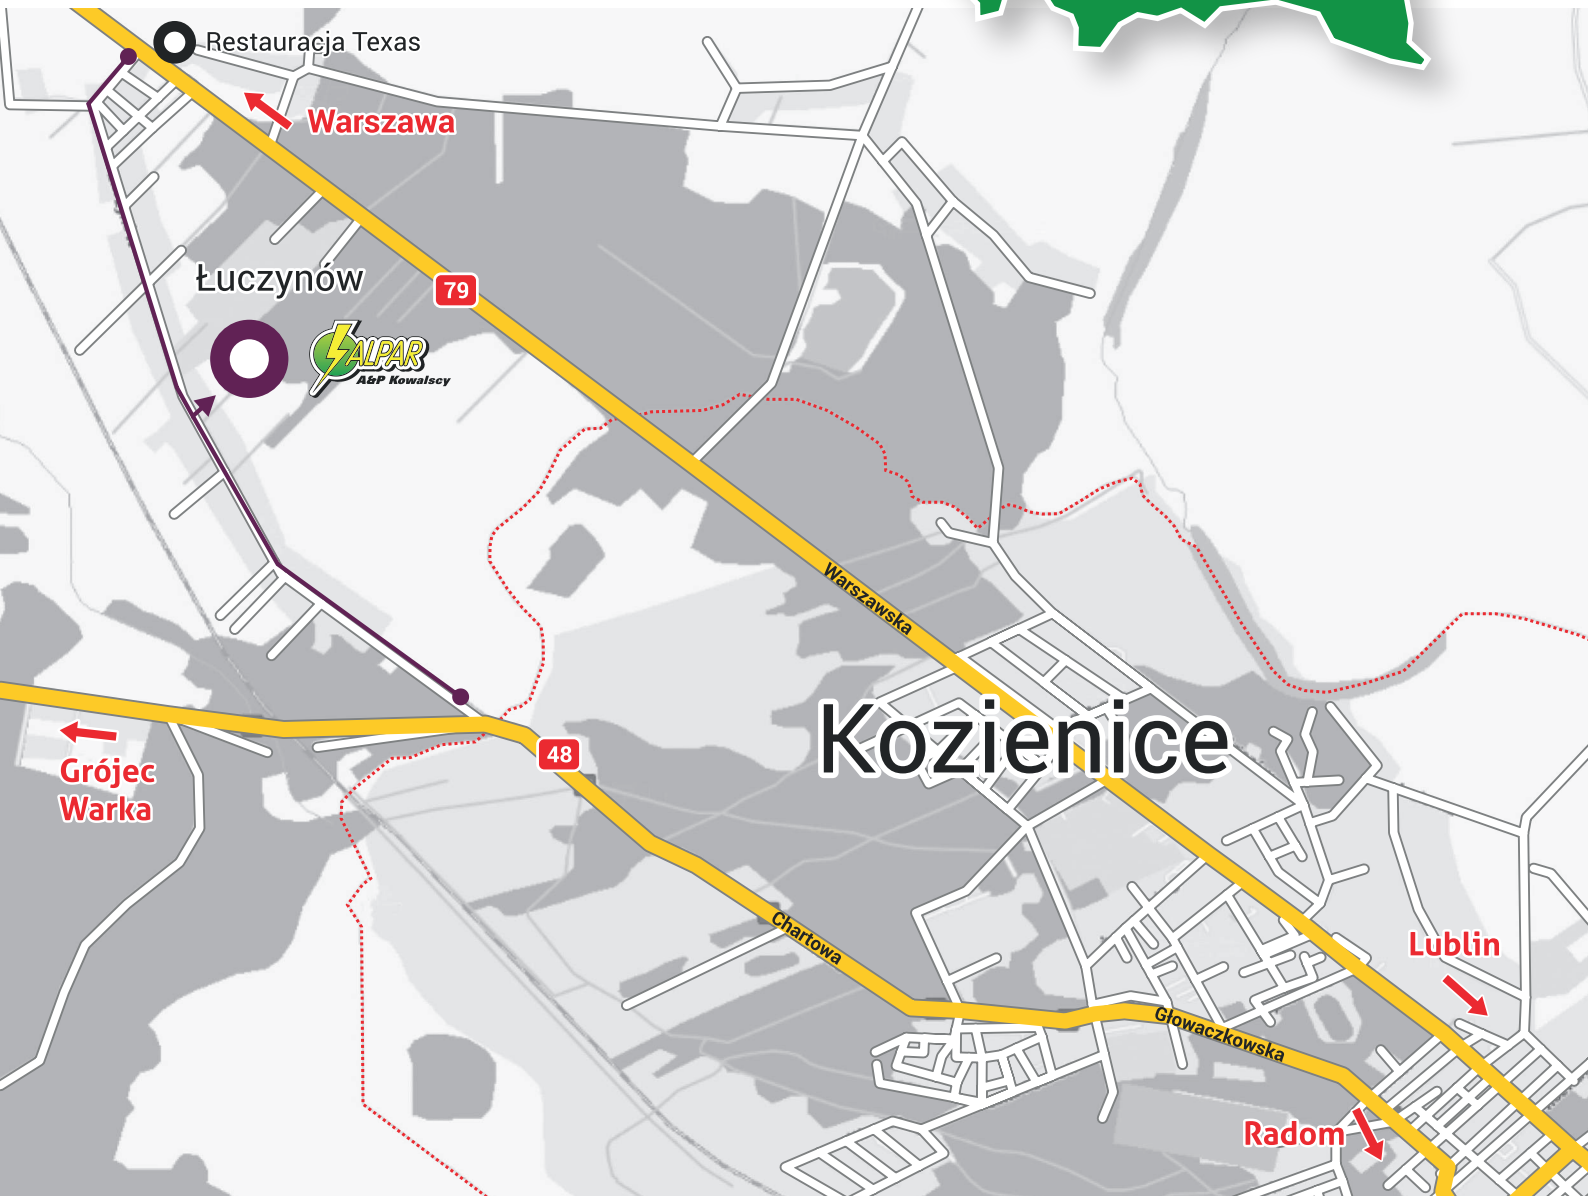 Restauracja Texas
Warszawa
Łuczynów
79
ALPAR
A&P Kowalscy
Warszawska
Kozienice
48
Grójec
Warka
Chartowa
Lublin
Głowaczkowska
Radom